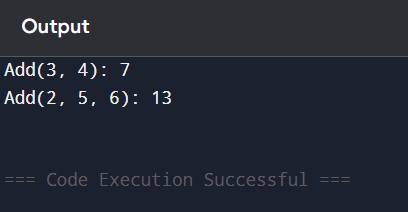 Output
Add(3, 4): 7
Add(2, 5, 6): 13
=== Code Execution Successful ===